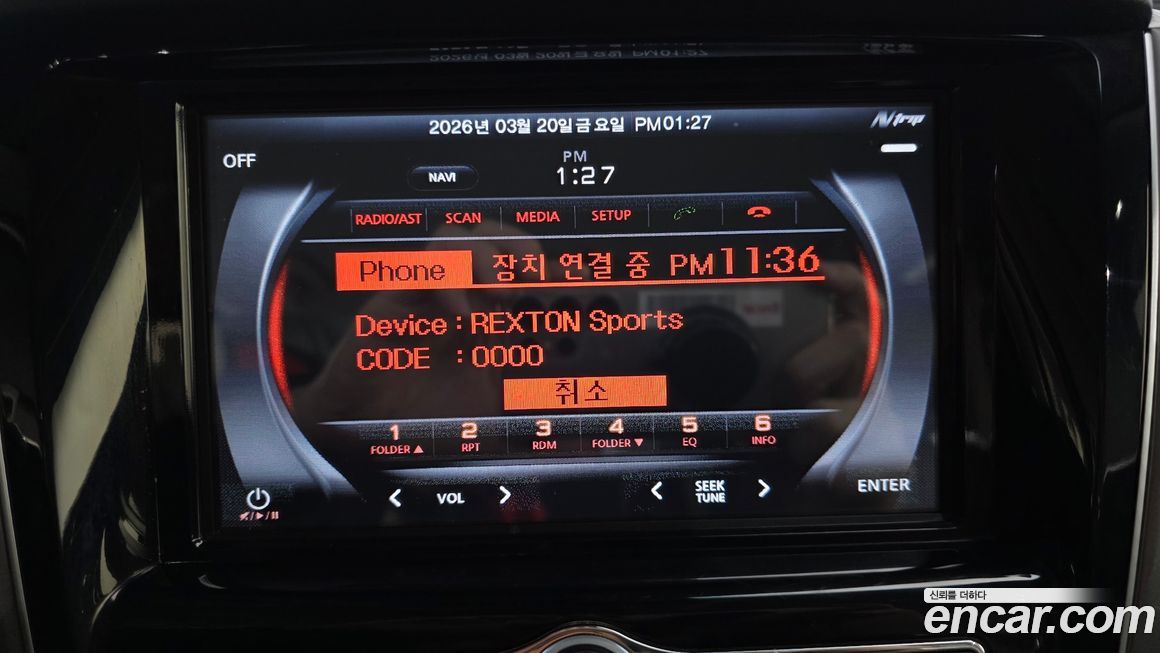 2026년 03월 20일금요일 PM01:27
Ntrip
OFF
NAVI
PM
1:27
RADIO/AST SCAN MEDIA SETUP
Phone 장치 연결 중 PM 11:36
Device : REXTON Sports
CODE : 0000
취소
1 2 3 4 5 6
FOLDER ▲ RPT RDM FOLDER ▼ EQ INFO
< VOL > < SEEK TUNE > ENTER
신뢰를 더하다
encar.com